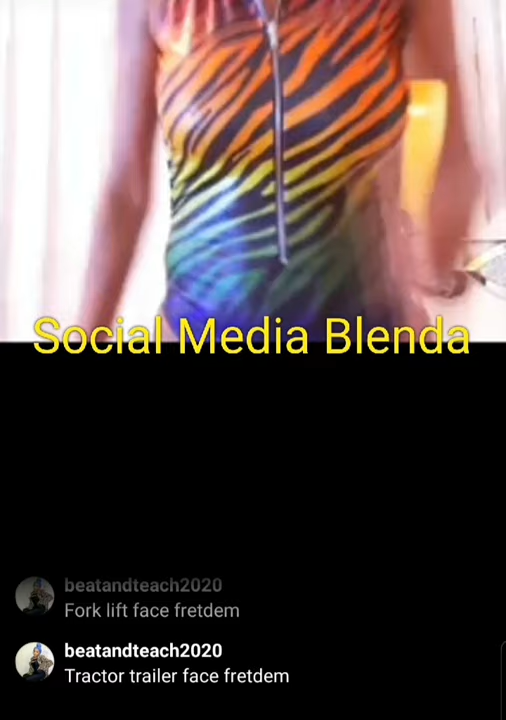 Social Media Blenda
beatandteach2020
Fork lift face fretdem
beatandteach2020
Tractor trailer face fretdem